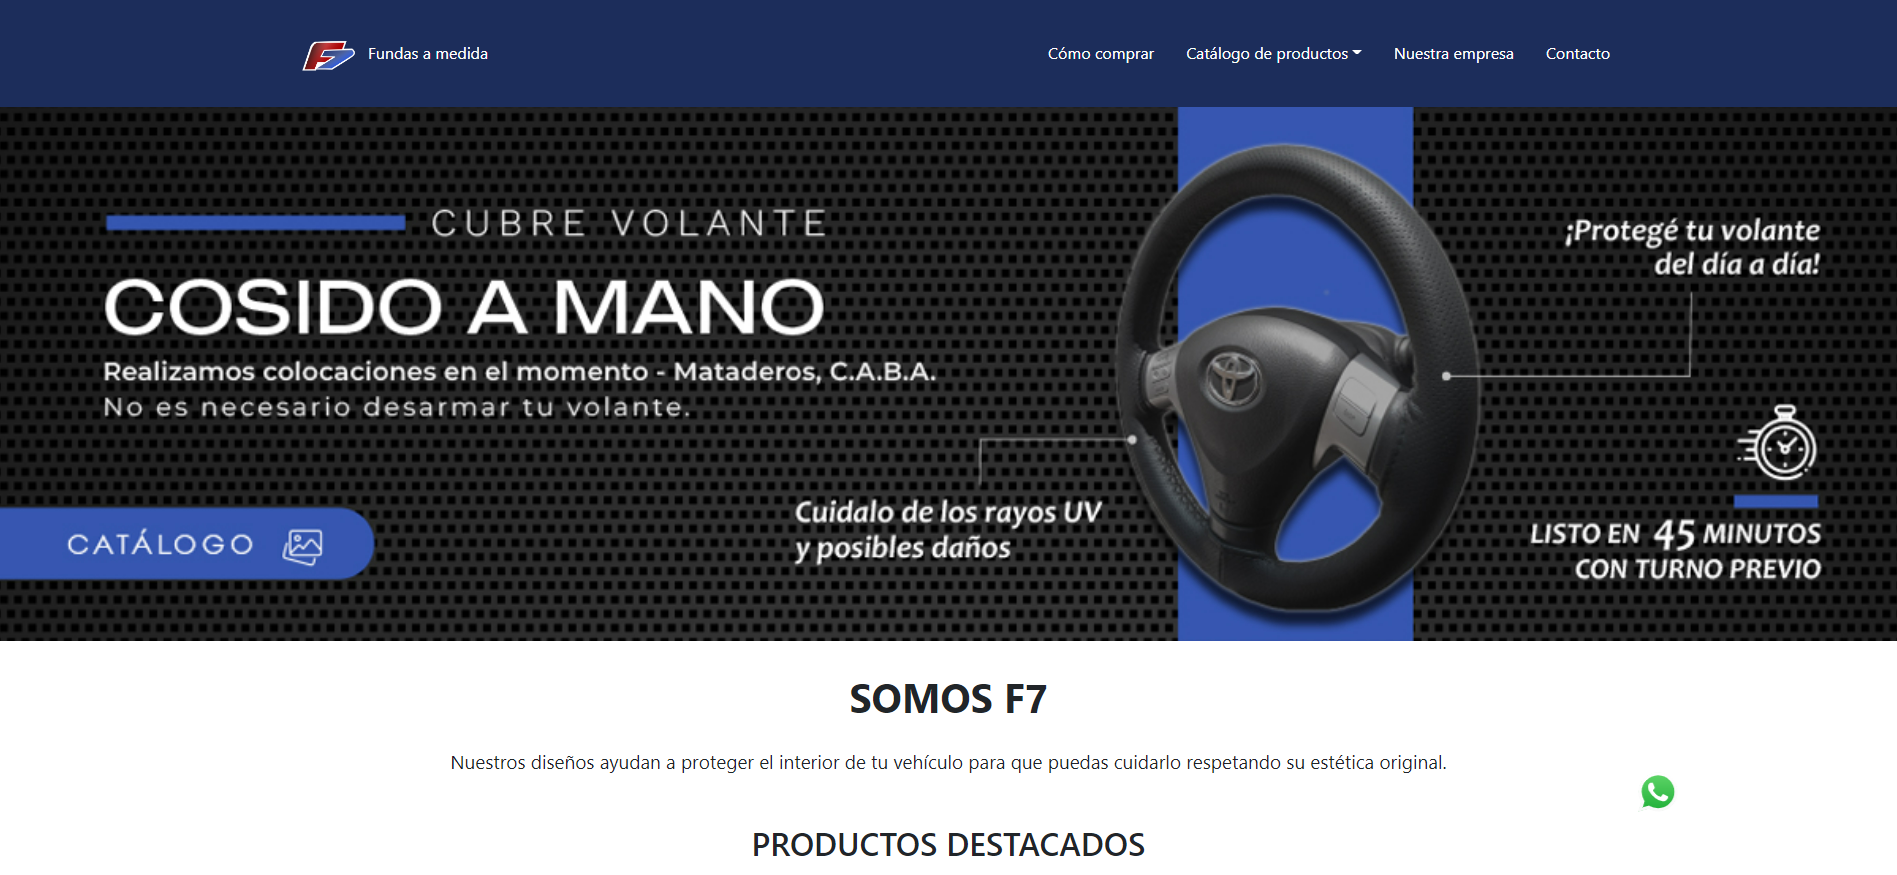 F7 Fundas a medida
Cómo comprar
Catálogo de productos
Nuestra empresa
Contacto
CUBRE VOLANTE
COSIDO A MANO
Realizamos colocaciones en el momento - Mataderos, C.A.B.A.
No es necesario desarmar tu volante.
CATÁLOGO
Cuidalo de los rayos UV
y posibles daños
¡Protegé tu volante
del día a día!
LISTO EN 45 MINUTOS
CON TURNO PREVIO
SOMOS F7
Nuestros diseños ayudan a proteger el interior de tu vehículo para que puedas cuidarlo respetando su estética original.
PRODUCTOS DESTACADOS